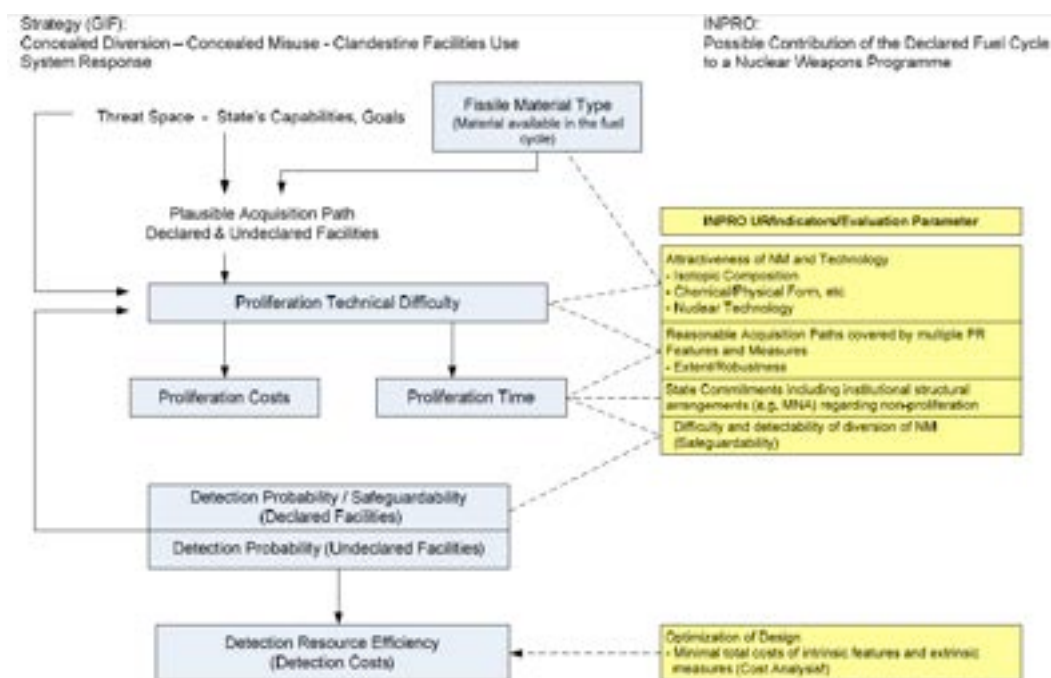 Strategy (GIF):
Concealed Diversion – Concealed Misuse - Clandestine Facilities Use
System Response
INPRO:
Possible Contribution of the Declared Fuel Cycle
to a Nuclear Weapons Programme
Threat Space - State's Capabilities, Goals
Fissile Material Type
(Material available in the fuel
cycle)
Plausible Acquisition Path
Declared & Undeclared Facilities
INPRO UR/Indicators/Evaluation Parameter
Attractiveness of NM and Technology
- Isotopic Composition
- Chemical/Physical Form, etc
- Nuclear Technology
Proliferation Technical Difficulty
Reasonable Acquisition Paths covered by multiple PR
Features and Measures
- Extent/Robustness
Proliferation Costs
Proliferation Time
State Commitments including institutional structural
arrangements (e.g. MNA) regarding non-proliferation
Difficulty and detectability of diversion of NM
(Safeguardability)
Detection Probability / Safeguardability
(Declared Facilities)
Detection Probability (Undeclared Facilities)
Detection Resource Efficiency
(Detection Costs)
Optimization of Design
- Minimal total costs of intrinsic features and extrinsic
measures (Cost Analysis)